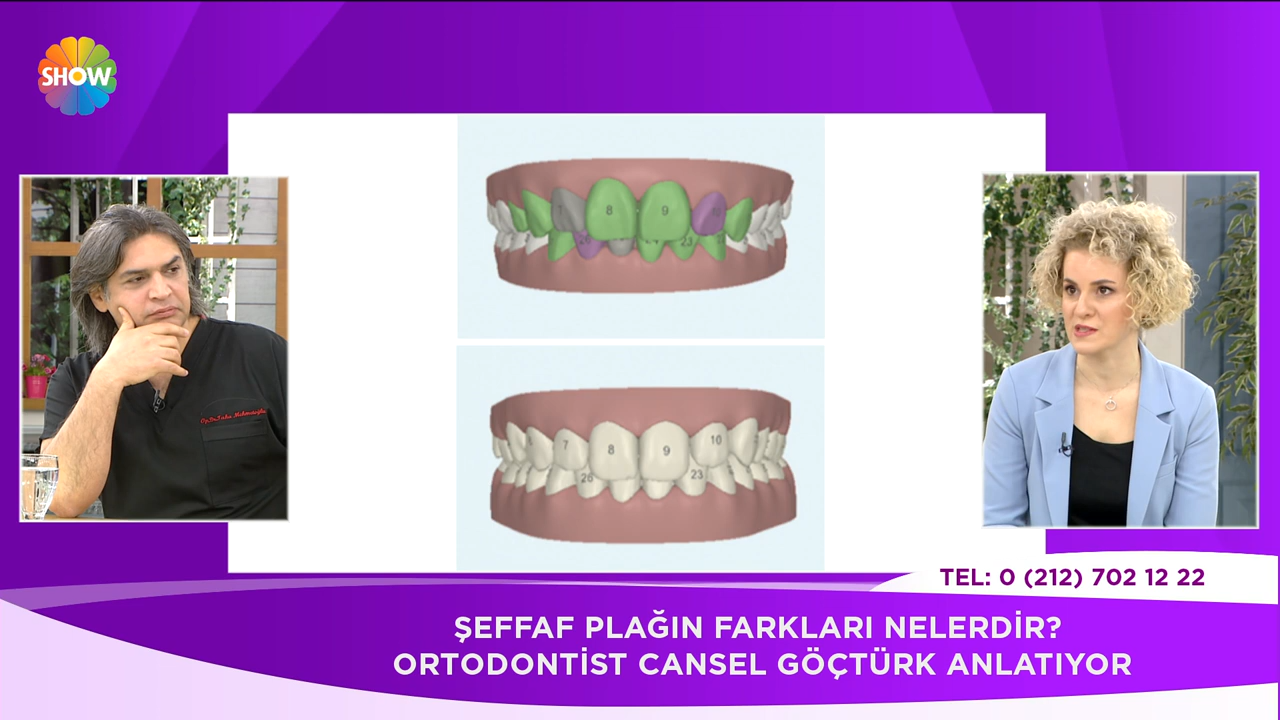 SHOW
8
9
23
7
8
9
10
26
23
TEL: 0 (212) 702 12 22
ŞEFFAF PLAĞIN FARKLARI NELERDİR?
ORTODONTİST CANSEL GÖÇTÜRK ANLATIYOR